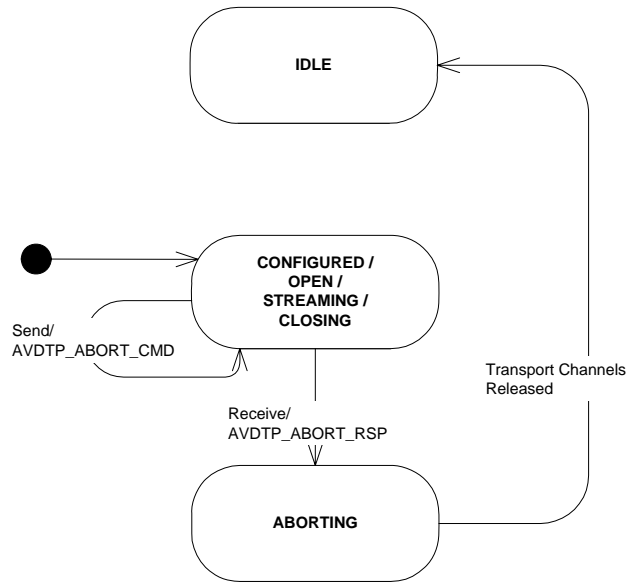 IDLE
CONFIGURED /
OPEN /
STREAMING /
CLOSING
Send/
AVDTP_ABORT_CMD
Transport Channels
Released
Receive/
AVDTP_ABORT_RSP
ABORTING